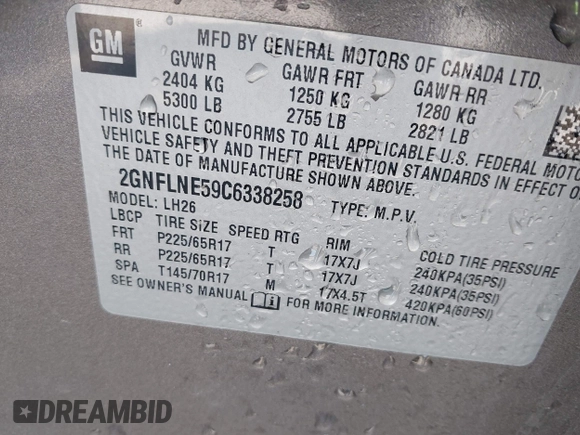 GM
MFD BY GENERAL MOTORS OF CANADA LTD.
GVWR GAWR FRT GAWR RR
2404 KG 1250 KG 1280 KG
5300 LB 2755 LB 2821 LB
THIS VEHICLE CONFORMS TO ALL APPLICABLE U.S. FEDERAL MOTO
VEHICLE SAFETY AND THEFT PREVENTION STANDARDS IN EFFECT O
THE DATE OF MANUFACTURE SHOWN ABOVE.
2GNFLNE59C6338258 TYPE: M.P.V.
MODEL: LH26
LBCP TIRE SIZE SPEED RTG RIM COLD TIRE PRESSURE
FRT P225/65R17 T 17X7J 240KPA(35PSI)
RR P225/65R17 T 17X7J 240KPA(35PSI)
SPA T145/70R17 M 17X4.5T 420KPA(60PSI)
SEE OWNER'S MANUAL FOR MORE INFORMATION.
DREAMBID